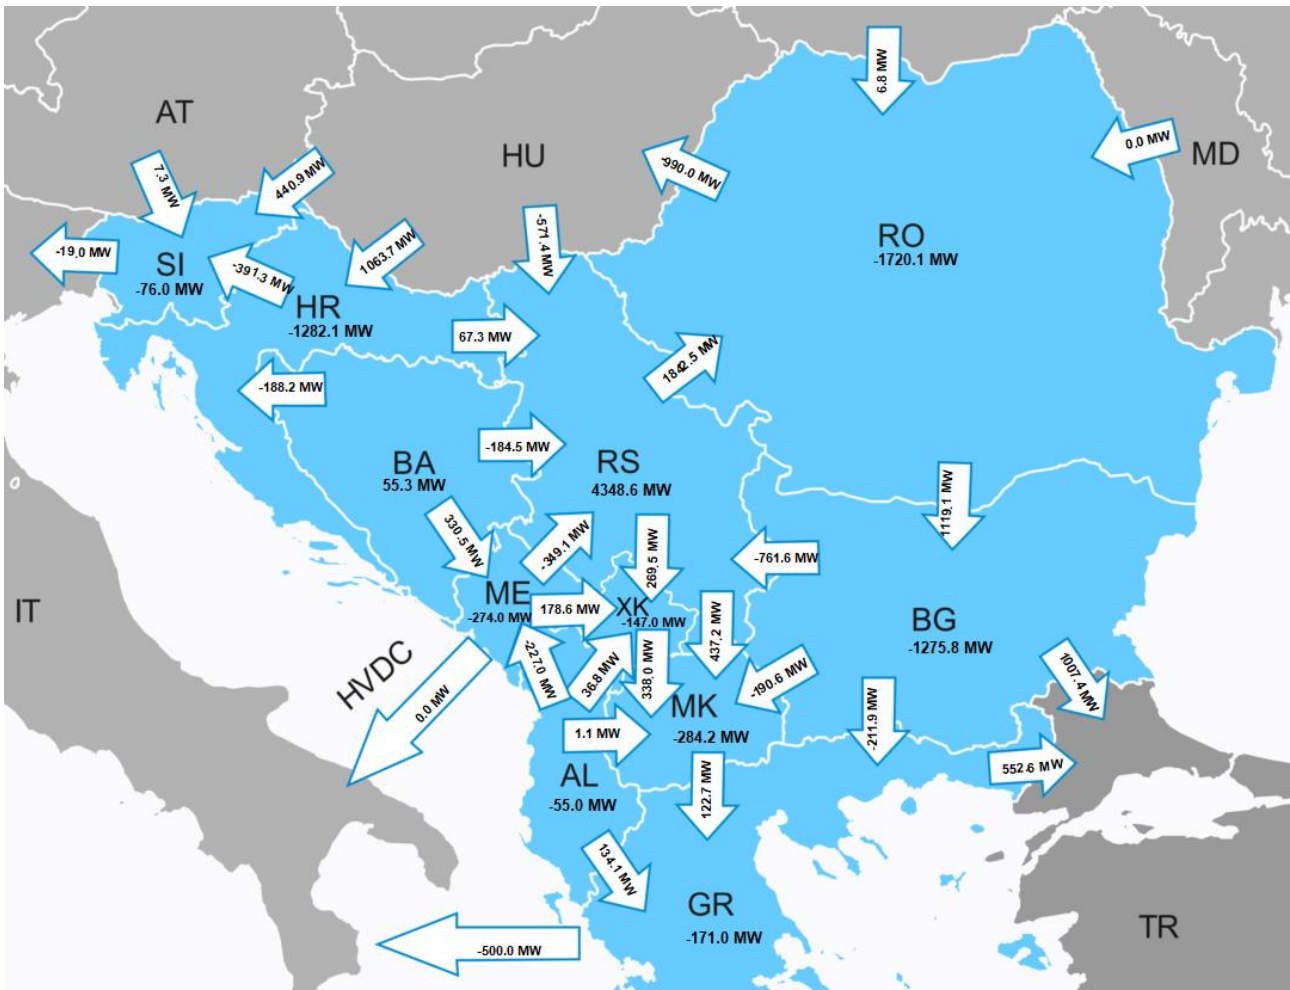 6.8 MW
AT
HU
0.0 MW
MD
7.3 MW
440.9 MW
-990.0 MW
-19.0 MW
SI
-76.0 MW
-391.3 MW
1063.7 MW
-571.4 MW
RO
-1720.1 MW
HR
-1282.1 MW
67.3 MW
1842.5 MW
-188.2 MW
-184.5 MW
BA
55.3 MW
RS
4348.6 MW
1119.1 MW
330.5 MW
-349.1 MW
269.5 MW
-761.6 MW
IT
ME
-274.0 MW
178.6 MW
XK
-147.0 MW
437.2 MW
BG
-1275.8 MW
HVDC
0.0 MW
-227.0 MW
36.8 MW
338.0 MW
-190.6 MW
1007.4 MW
MK
-284.2 MW
-211.9 MW
1.1 MW
552.6 MW
AL
-55.0 MW
122.7 MW
134.1 MW
GR
-171.0 MW
TR
-500.0 MW